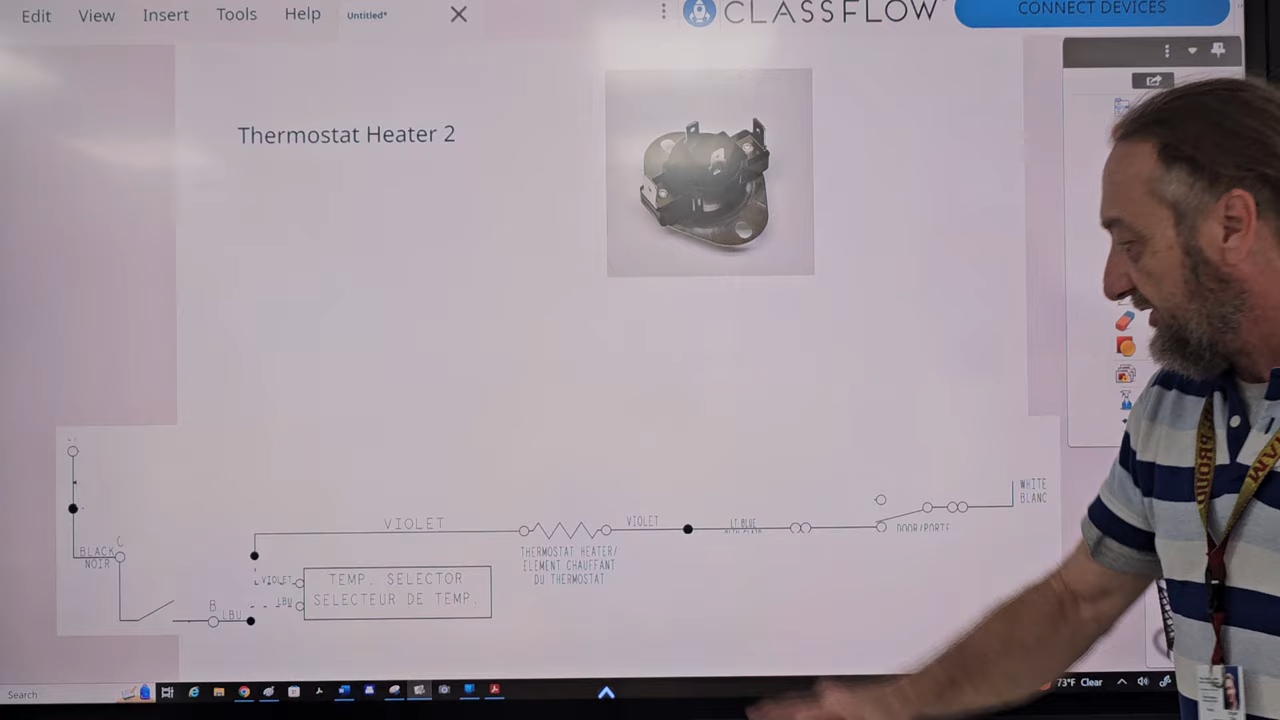 Edit View Insert Tools Help Untitled*
CLASSFLOW
CONNECT DEVICES
Thermostat Heater 2
WHITE
BLANC
VIOLET
VIOLET
LT BLUE
DOOR/PORTE
BLACK
NOIR
C
THERMOSTAT HEATER/
ELEMENT CHAUFFANT
DU THERMOSTAT
VIOLET
TEMP. SELECTOR
LBU
SELECTEUR DE TEMP.
B
LBU
Search
73°F Clear